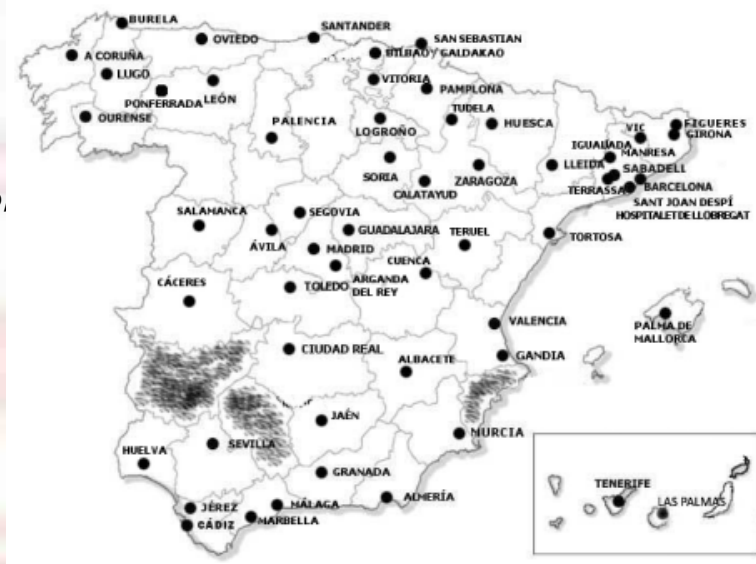 BURELA
OVIEDO
SANTANDER
SAN SEBASTIAN
BILBAO Y GALDAKAO
A CORUÑA
LUGO
LEÓN
PONFERRADA
OURENSE
PALENCIA
VITORIA
PAMPLONA
TUDELA
LOGROÑO
HUESCA
SORIA
CALATAYUD
ZARAGOZA
LLEIDA
VIC
FIGUERES
GIRONA
IGUALADA
MANRESA
SABADELL
TERRASSA
BARCELONA
SANT JOAN DESPÍ
HOSPITALET DE LLOBREGAT
TORTOSA
SALAMANCA
SEGOVIA
ÁVILA
GUADALAJARA
MADRID
TERUEL
CUENCA
ARGANDA
DEL REY
TOLEDO
CÁCERES
VALENCIA
GANDIA
PALMA DE
MALLORCA
CIUDAD REAL
ALBACETE
JAÉN
MURCIA
HUELVA
SEVILLA
GRANADA
JÉREZ
CÁDIZ
MÁLAGA
MARBELLA
ALMERÍA
TENERIFE
LAS PALMAS